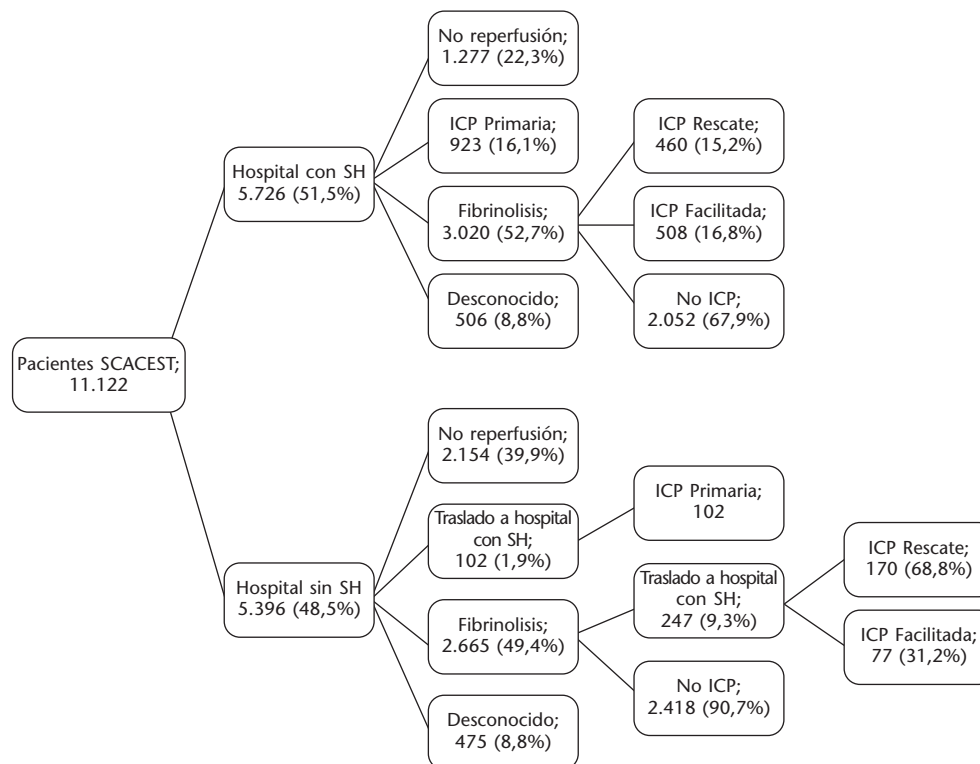 Pacientes SCACEST;
11.122
Hospital con SH
5.726 (51,5%)
No reperfusión;
1.277 (22,3%)
ICP Primaria;
923 (16,1%)
Fibrinolisis;
3.020 (52,7%)
ICP Rescate;
460 (15,2%)
ICP Facilitada;
508 (16,8%)
No ICP;
2.052 (67,9%)
Desconocido;
506 (8,8%)
Hospital sin SH
5.396 (48,5%)
No reperfusión;
2.154 (39,9%)
Traslado a hospital
con SH;
102 (1,9%)
ICP Primaria;
102
Fibrinolisis;
2.665 (49,4%)
Traslado a hospital
con SH;
247 (9,3%)
ICP Rescate;
170 (68,8%)
ICP Facilitada;
77 (31,2%)
No ICP;
2.418 (90,7%)
Desconocido;
475 (8,8%)